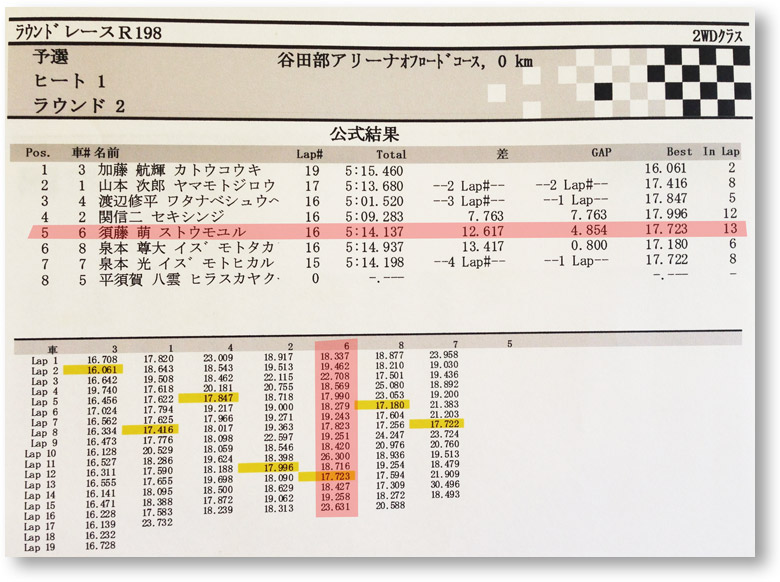 ﾗｳﾝﾄﾞレースR198
2WDｸﾗｽ
予選 谷田部アリーナｵﾌﾛｰﾄﾞｺｰｽ, 0 km
ヒート 1
ラウンド 2
公式結果
Pos. 車# 名前 Lap# Total 差 GAP Best In Lap
1 3 加藤 航輝 カトウコウキ 19 5:15.460 16.061 2
2 1 山本 次郎 ヤマモトジロウ 17 5:13.680 --2 Lap#-- --2 Lap#-- 17.416 8
3 4 渡辺修平 ワタナベシュウヘ 16 5:01.520 --3 Lap#-- --1 Lap#-- 17.847 5
4 2 関信二 セキシンジ 16 5:09.283 7.763 7.763 17.996 12
5 6 須藤 萌 ストウモユル 16 5:14.137 12.617 4.854 17.723 13
6 8 泉本 尊大 イズﾞモトタカ 16 5:14.937 13.417 0.800 17.180 6
7 7 泉本 光 イズﾞモトヒカル 15 5:14.198 --4 Lap#-- --1 Lap#-- 17.722 8
8 5 平須賀 八雲 ヒラスカヤク 0 -.--- -.--- -
車 3 1 4 2 6 8 7 5
Lap 1 16.708 17.820 23.009 18.917 18.337 18.877 23.958
Lap 2 16.061 18.643 18.543 19.513 19.462 18.210 19.030
Lap 3 16.642 19.508 18.462 22.115 22.708 17.501 19.436
Lap 4 19.740 17.618 20.181 20.755 18.569 25.080 18.892
Lap 5 16.456 17.622 17.847 18.718 17.990 23.053 19.200
Lap 6 17.024 17.794 19.217 19.000 18.279 17.180 21.383
Lap 7 16.562 17.625 17.966 19.271 19.243 17.604 21.203
Lap 8 16.334 17.416 18.017 19.363 17.823 17.256 17.722
Lap 9 16.473 17.776 18.098 22.597 19.251 24.247 23.724
Lap 10 16.128 20.529 18.059 18.546 18.420 20.976 20.760
Lap 11 16.527 18.286 19.624 18.398 26.300 18.936 19.513
Lap 12 16.311 17.590 18.188 17.996 18.716 19.254 18.479
Lap 13 16.555 17.655 19.698 18.090 17.723 17.594 21.909
Lap 14 16.141 18.095 18.500 18.629 18.427 17.309 30.496
Lap 15 16.471 18.388 17.872 19.062 19.258 18.272 18.493
Lap 16 16.228 17.583 18.239 18.313 23.631 20.588
Lap 17 16.139 23.732
Lap 18 16.232
Lap 19 16.728